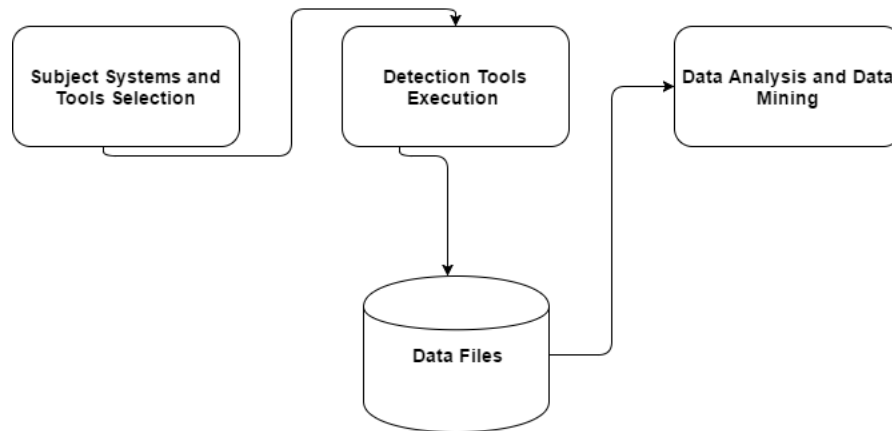 Subject Systems and
Tools Selection
Detection Tools
Execution
Data Analysis and Data
Mining
Data Files